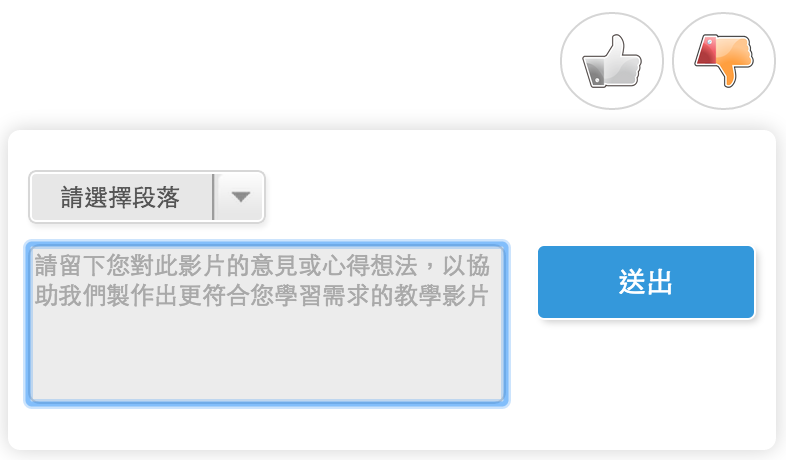 請選擇段落
請留下您對此影片的意見或心得想法，以協
助我們製作出更符合您學習需求的教學影片
送出